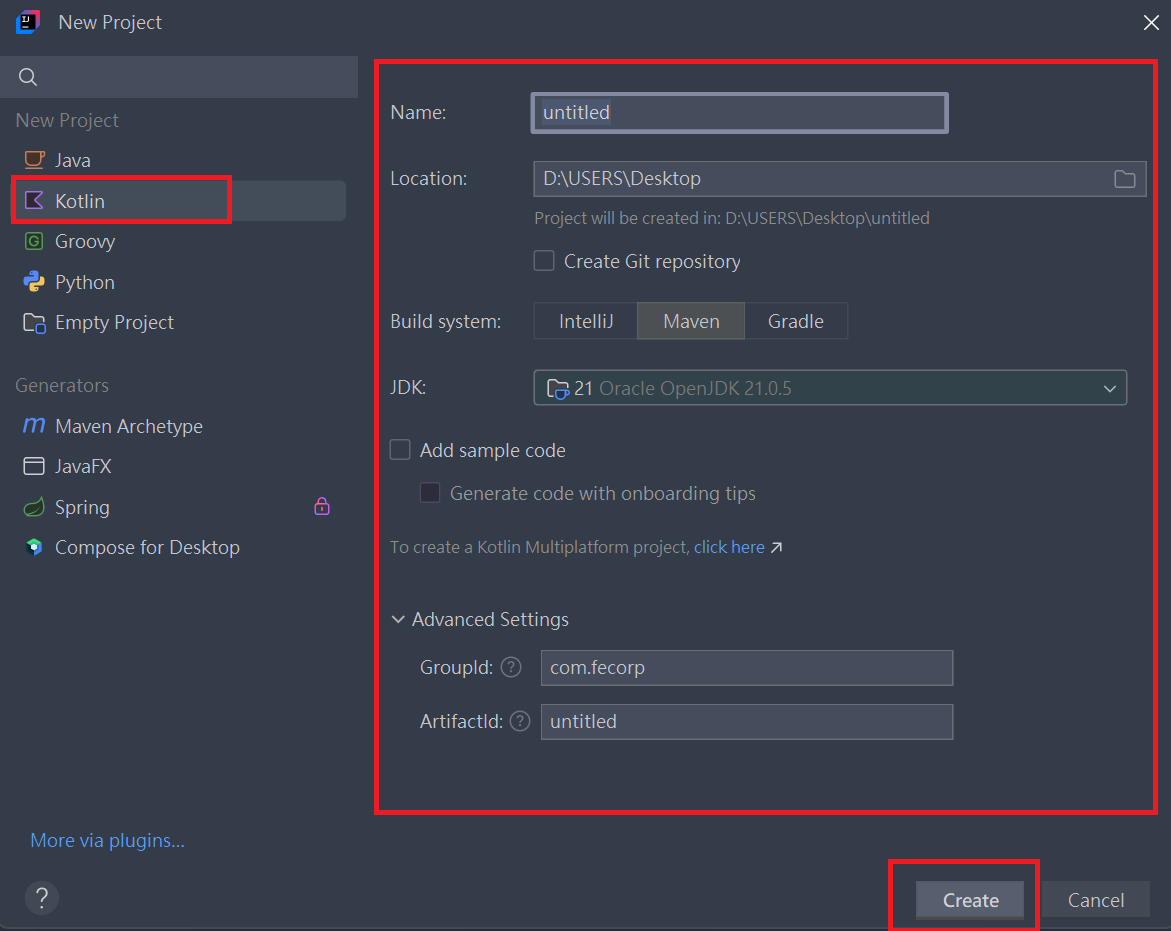 New Project
New Project
Java
Kotlin
Groovy
Python
Empty Project
Generators
Maven Archetype
JavaFX
Spring
Compose for Desktop
More via plugins...
?
Name: untitled
Location: D:\USERS\Desktop
Project will be created in: D:\USERS\Desktop\untitled
Create Git repository
Build system: IntelliJ Maven Gradle
JDK: 21 Oracle OpenJDK 21.0.5
Add sample code
Generate code with onboarding tips
To create a Kotlin Multiplatform project, click here ↗
Advanced Settings
GroupId: ? com.fecorp
ArtifactId: ? untitled
Create Cancel